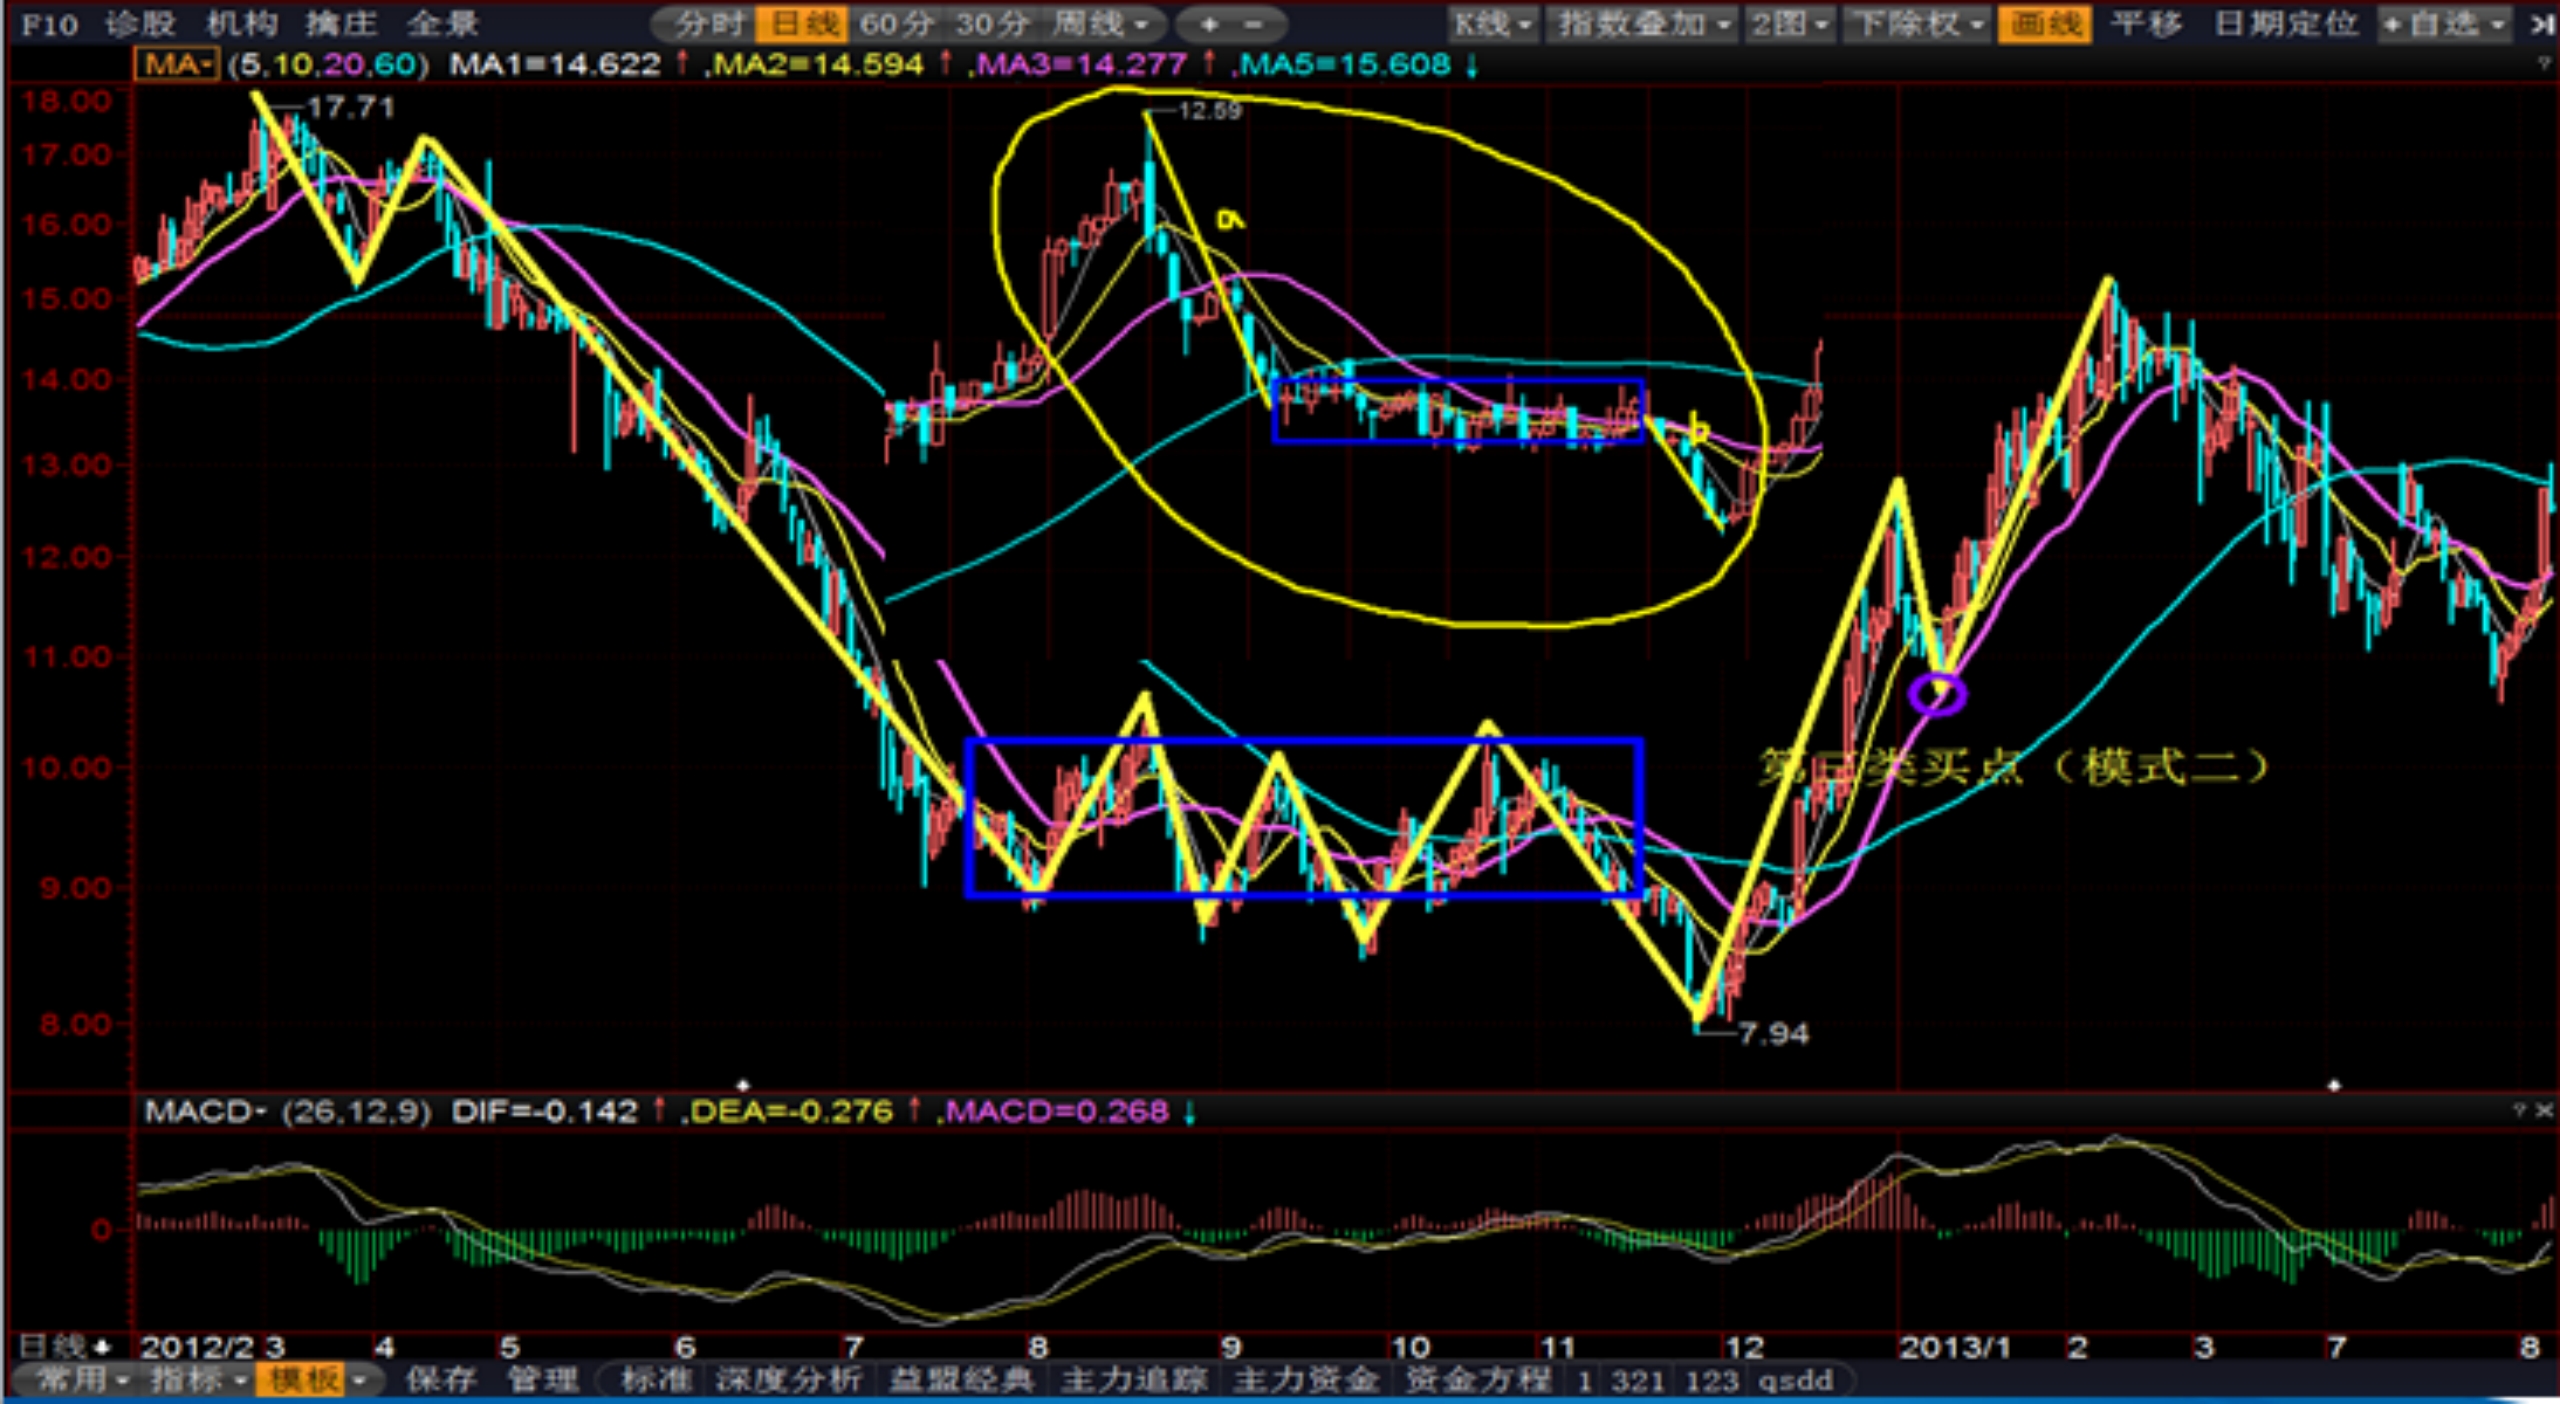 F10 诊股 机构 擒庄 全景 分时 日线 60分 30分 周线 + - K线 指数叠加 2图 下除权 画线 平移 日期定位 +自选
MA (5,10,20,60) MA1=14.622 ↑ ,MA2=14.594 ↑ ,MA3=14.277 ↑ ,MA5=15.608 ↓ ?
18.00
17.71
12.59
17.00
16.00
a
15.00
14.00
b
13.00
12.00
11.00
10.00
第三类买点（模式二）
9.00
8.00
7.94
MACD (26,12,9) DIF=-0.142 ↑ ,DEA=-0.276 ↑ ,MACD=0.268 ↓ ? ×
0
日线 2012/2 3 4 5 6 7 8 9 10 11 12 2013/1 2 3 7 8
常用 指标 模板 保存 管理 标准 深度分析 益盟经典 主力追踪 主力资金 资金方程 1 321 123 qsdd